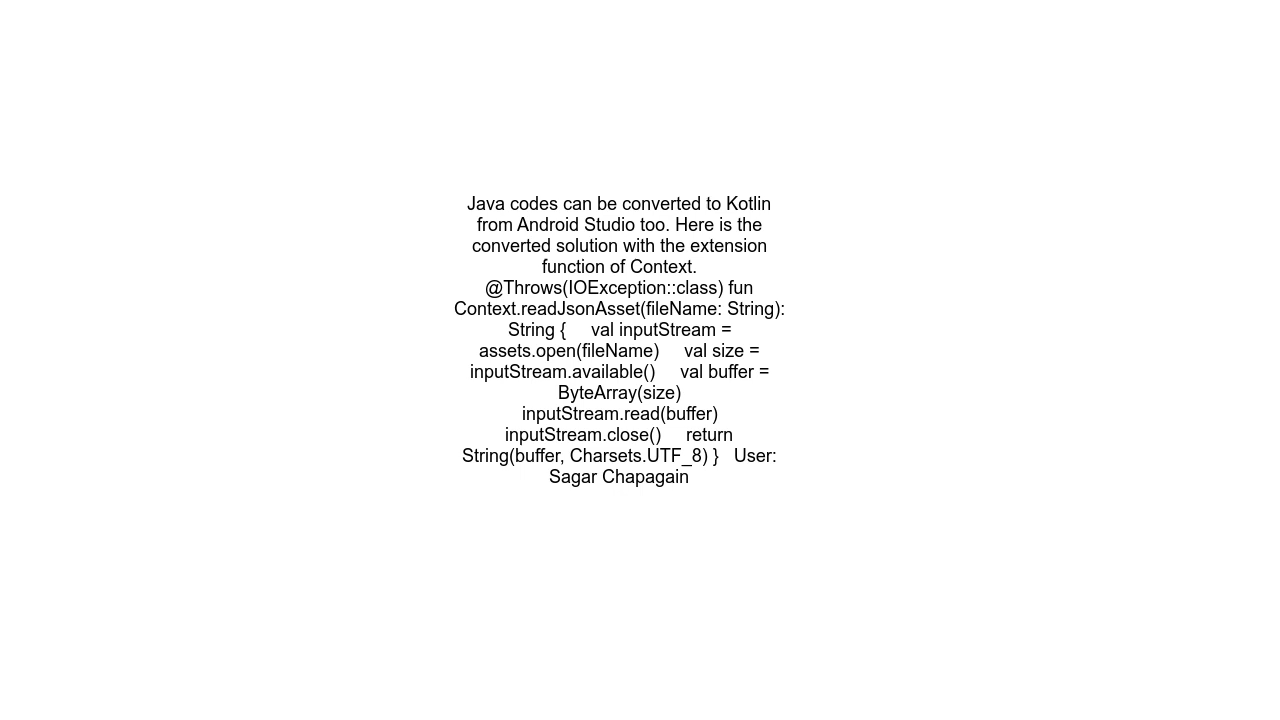 Java codes can be converted to Kotlin
from Android Studio too. Here is the
converted solution with the extension
function of Context.
@Throws(IOException::class) fun
Context.readJsonAsset(fileName: String):
String {     val inputStream =
assets.open(fileName)     val size =
inputStream.available()     val buffer =
ByteArray(size)
inputStream.read(buffer)
inputStream.close()     return
String(buffer, Charsets.UTF_8) }   User:
Sagar Chapagain